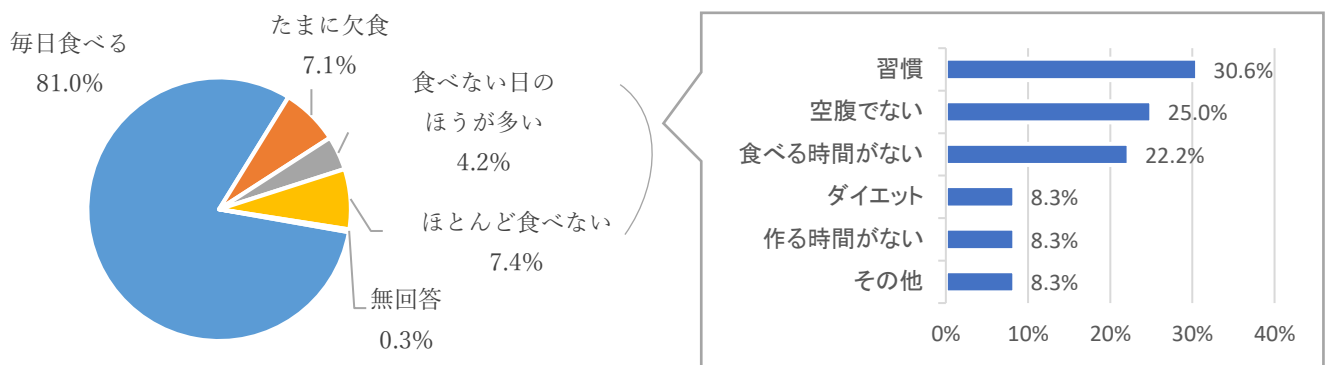 毎日食べる
81.0%
たまに欠食
7.1%
食べない日の
ほうが多い
4.2%
ほとんど食べない
7.4%
無回答
0.3%
習慣
30.6%
空腹でない
25.0%
食べる時間がない
22.2%
ダイエット
8.3%
作る時間がない
8.3%
その他
8.3%
0% 10% 20% 30% 40%